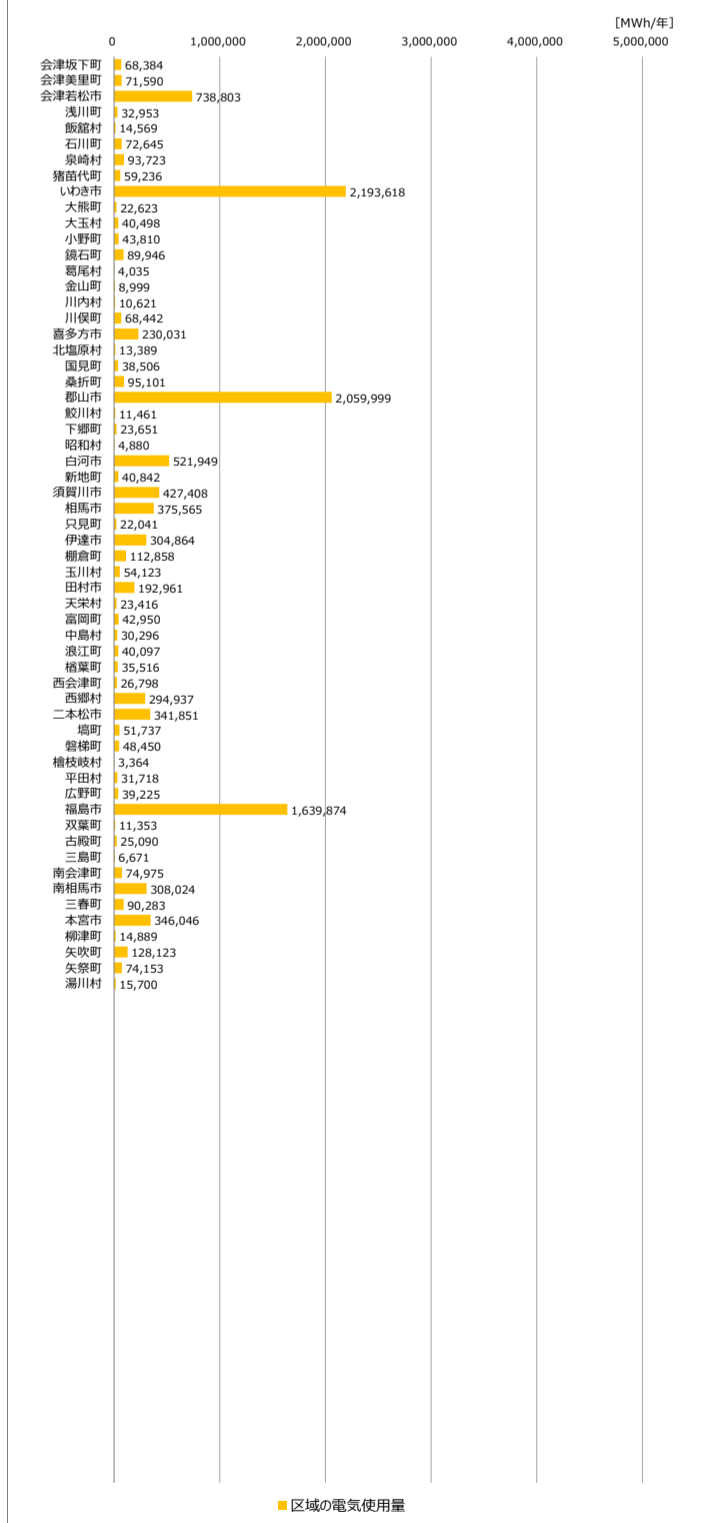 [MWh/年]
0 1,000,000 2,000,000 3,000,000 4,000,000 5,000,000
会津坂下町 68,384
会津美里町 71,590
会津若松市 738,803
浅川町 32,953
飯舘村 14,569
石川町 72,645
泉崎村 93,723
猪苗代町 59,236
いわき市 2,193,618
大熊町 22,623
大玉村 40,498
小野町 43,810
鏡石町 89,946
葛尾村 4,035
金山町 8,999
川内村 10,621
川俣町 68,442
喜多方市 230,031
北塩原村 13,389
国見町 38,506
桑折町 95,101
郡山市 2,059,999
鮫川村 11,461
下郷町 23,651
昭和村 4,880
白河市 521,949
新地町 40,842
須賀川市 427,408
相馬市 375,565
只見町 22,041
伊達市 304,864
棚倉町 112,858
玉川村 54,123
田村市 192,961
天栄村 23,416
富岡町 42,950
中島村 30,296
浪江町 40,097
楢葉町 35,516
西会津町 26,798
西郷村 294,937
二本松市 341,851
塙町 51,737
磐梯町 48,450
檜枝岐村 3,364
平田村 31,718
広野町 39,225
福島市 1,639,874
双葉町 11,353
古殿町 25,090
三島町 6,671
南会津町 74,975
南相馬市 308,024
三春町 90,283
本宮市 346,046
柳津町 14,889
矢吹町 128,123
矢祭町 74,153
湯川村 15,700
区域の電気使用量